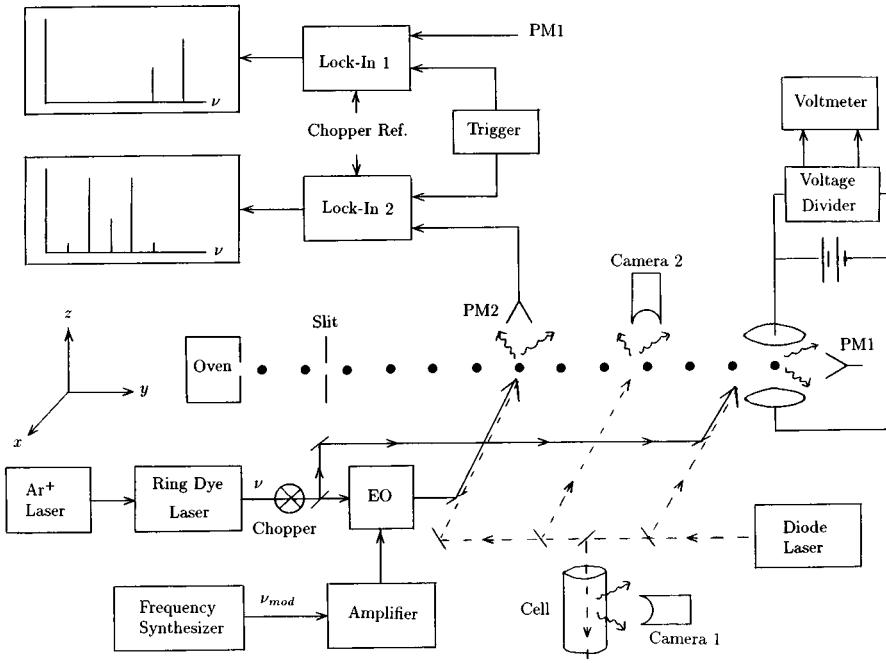 PM1
Lock-In 1
ν
Voltmeter
Chopper Ref.
Trigger
Voltage
Divider
Lock-In 2
ν
Camera 2
PM2
Slit
z
Oven
PM1
y
x
Ar+
Laser
Ring Dye
Laser
ν
EO
Chopper
Diode
Laser
Frequency
Synthesizer
νmod
Amplifier
Cell
Camera 1